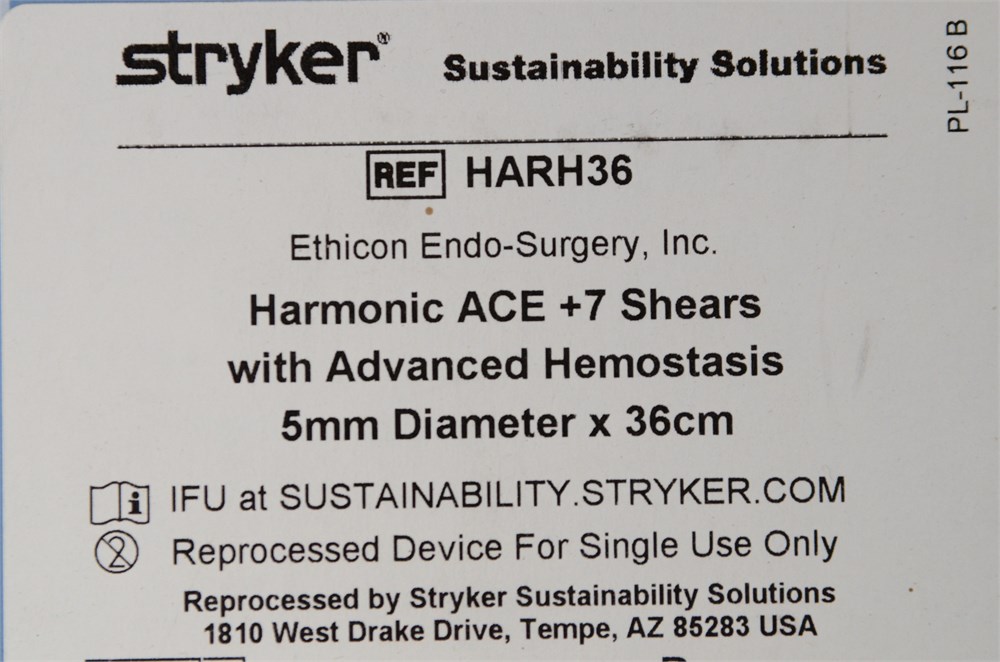 stryker®
Sustainability Solutions
PL-116 B
REF HARH36
Ethicon Endo-Surgery, Inc.
Harmonic ACE +7 Shears
with Advanced Hemostasis
5mm Diameter x 36cm
IFU at SUSTAINABILITY.STRYKER.COM
Reprocessed Device For Single Use Only
Reprocessed by Stryker Sustainability Solutions
1810 West Drake Drive, Tempe, AZ 85283 USA